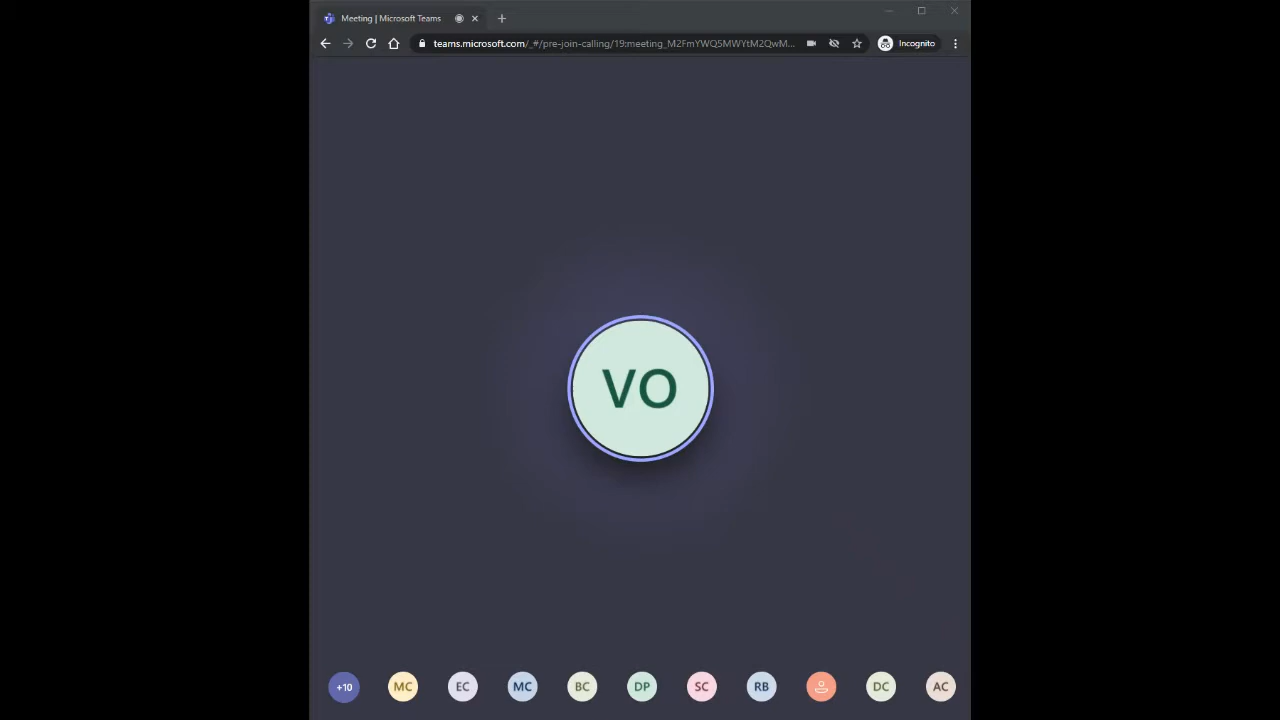 Meeting | Microsoft Teams
teams.microsoft.com/_#/pre-join-calling/19:meeting_M2FmYWQ5MWYtM2QwM...
Incognito
VO
+10 MC EC MC BC DP SC RB DC AC